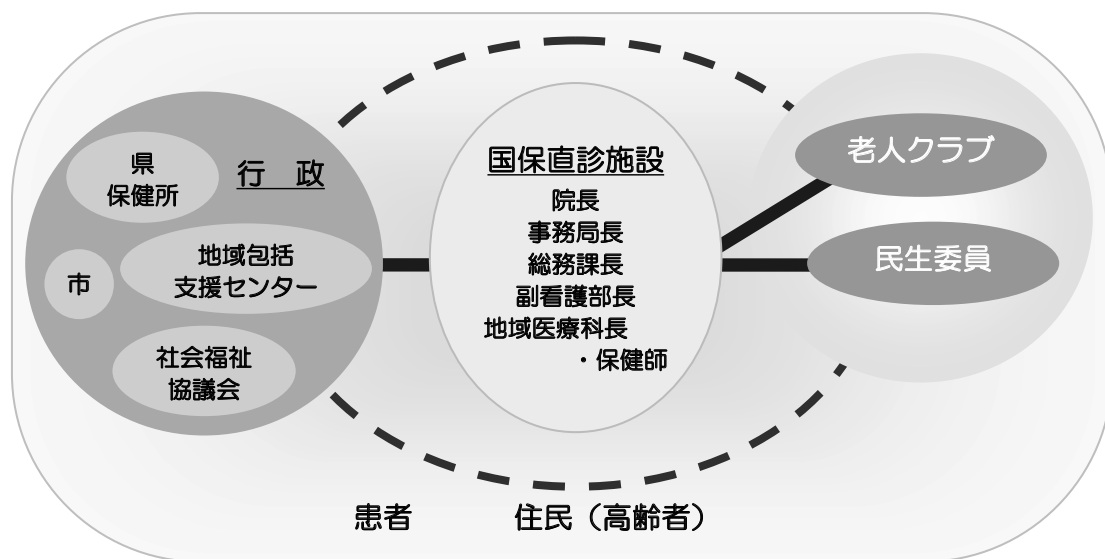 県
保健所
行　政
地域包括
支援センター
市
社会福祉
協議会
国保直診施設
院長
事務局長
総務課長
副看護部長
地域医療科長
・保健師
老人クラブ
民生委員
患者
住民（高齢者）